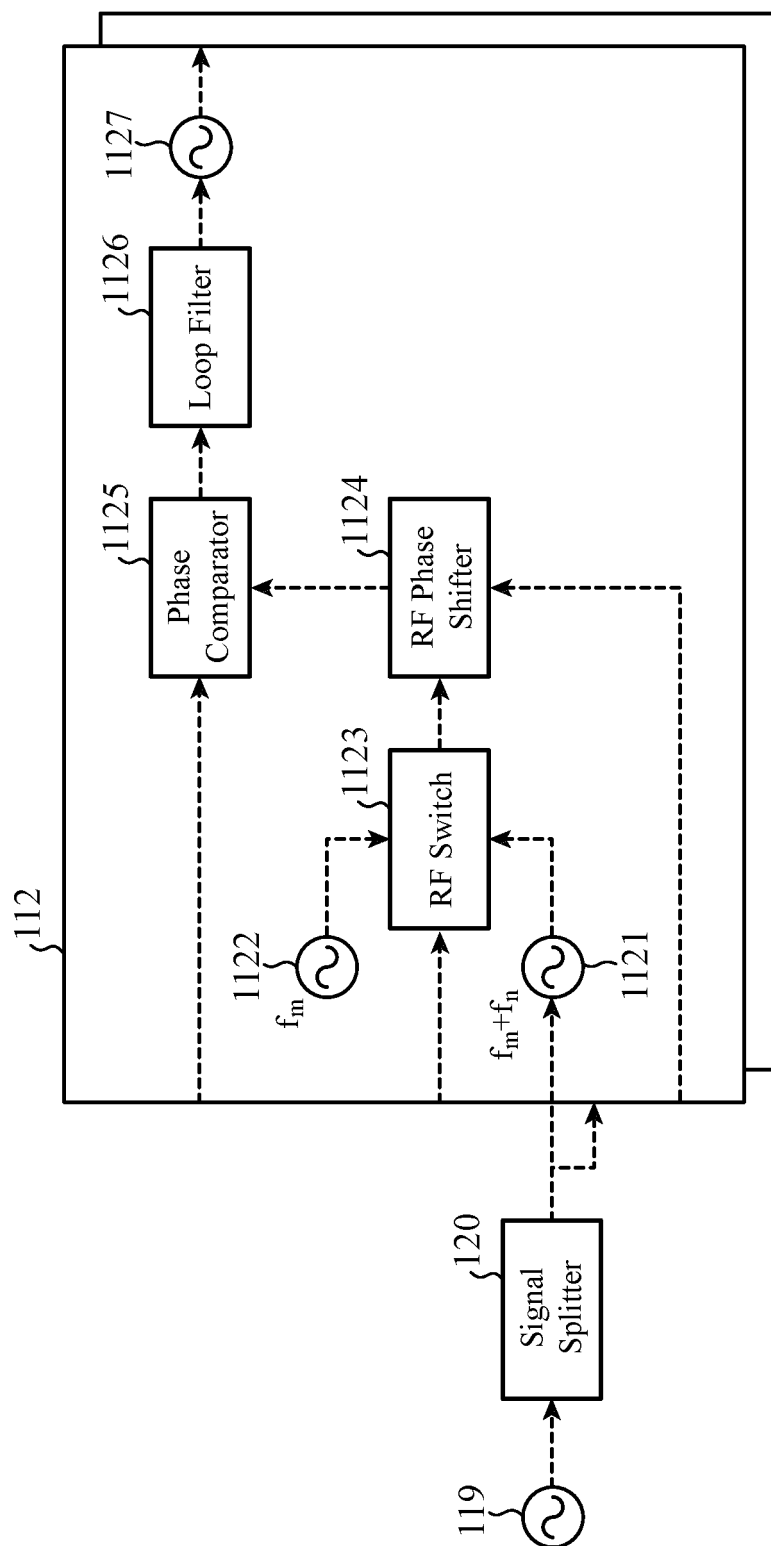 112
1127
1126
Loop Filter
1125
Phase
Comparator
1124
RF Phase
Shifter
1123
RF Switch
1122
fm
fm+fn
1121
120
Signal
Splitter
119